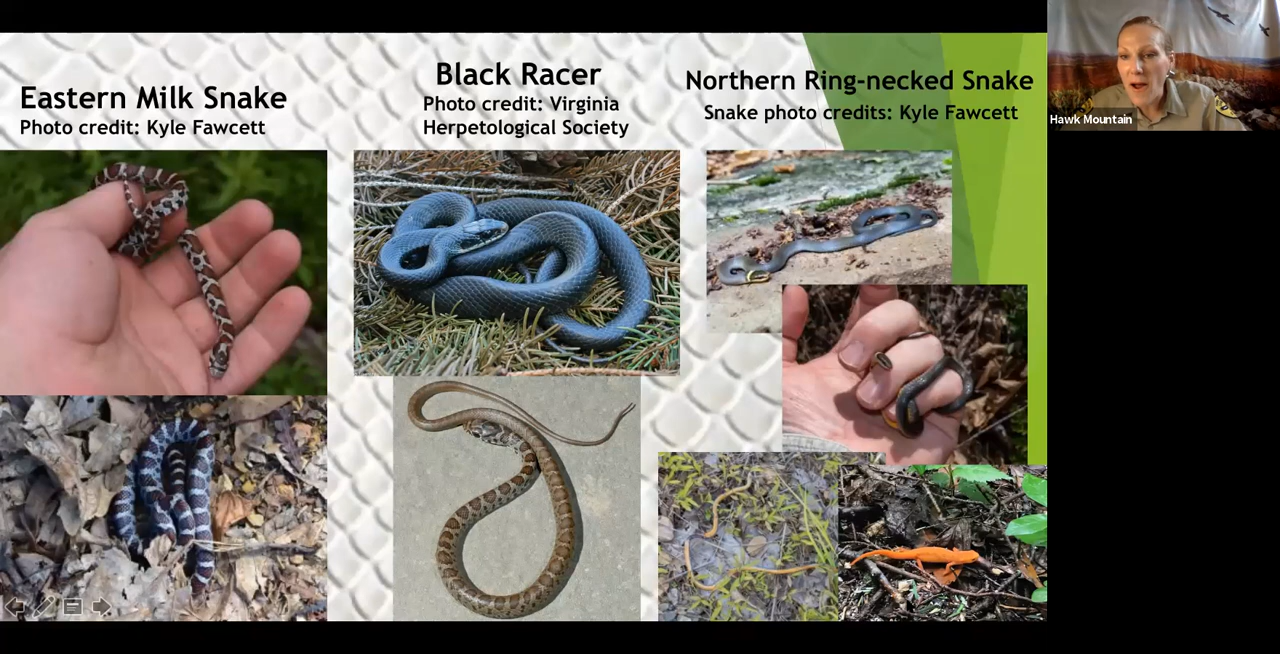 Eastern Milk Snake
Photo credit: Kyle Fawcett
Black Racer
Photo credit: Virginia
Herpetological Society
Northern Ring-necked Snake
Snake photo credits: Kyle Fawcett
Hawk Mountain